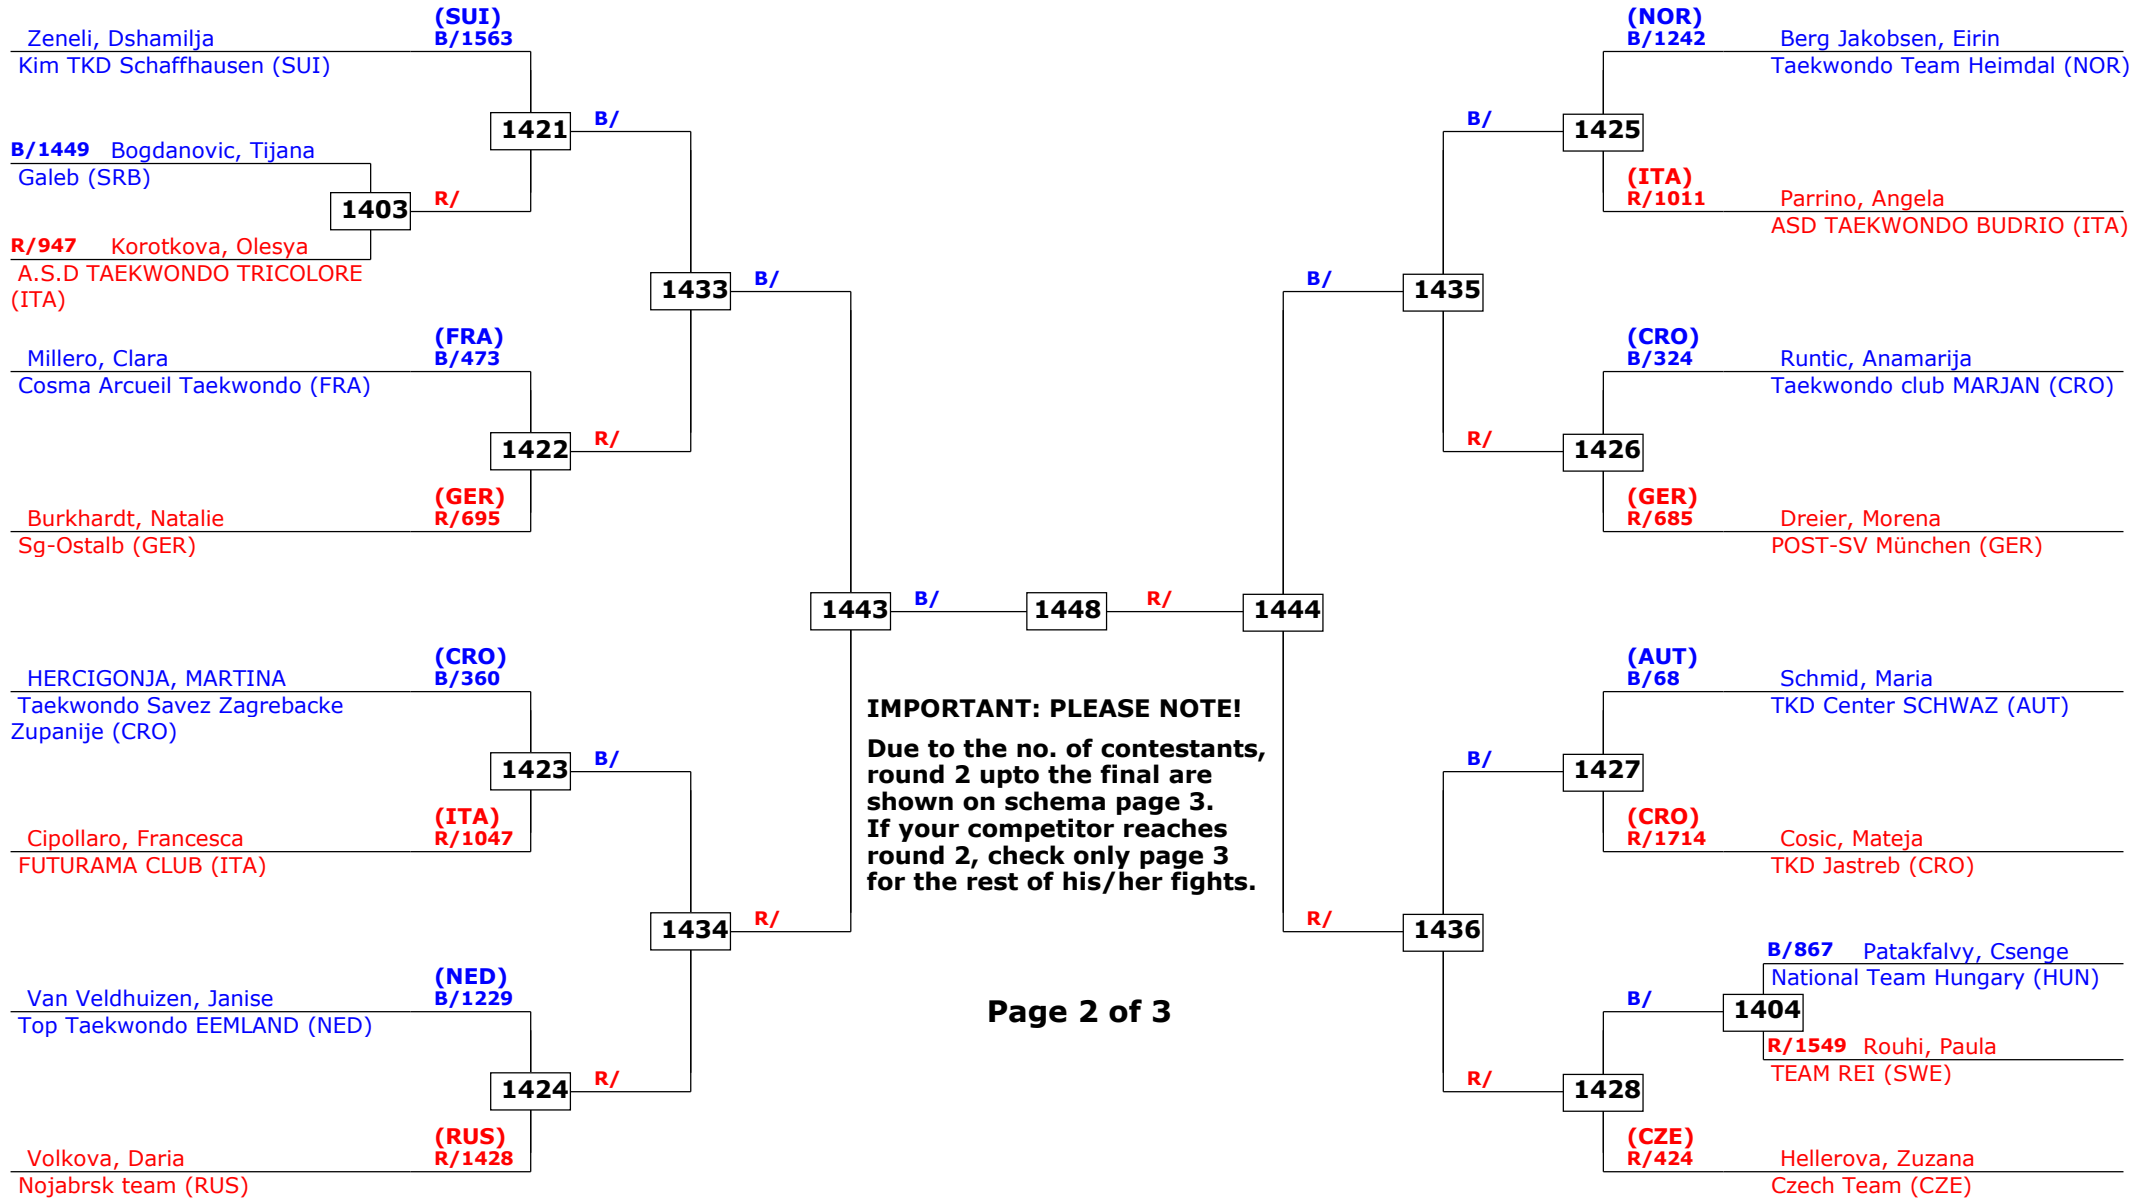 (SUI)
Zeneli, Dshamilja B/1563
Kim TKD Schaffhausen (SUI)
1421 B/
B/1449 Bogdanovic, Tijana
Galeb (SRB)
1403 R/
R/947 Korotkova, Olesya
A.S.D TAEKWONDO TRICOLORE
(ITA)
1433 B/
(FRA)
Millero, Clara B/473
Cosma Arcueil Taekwondo (FRA)
1422 R/
(GER)
Burkhardt, Natalie R/695
Sg-Ostalb (GER)
1443 B/ 1448 R/ 1444
(CRO)
HERCIGONJA, MARTINA B/360
Taekwondo Savez Zagrebacke
Zupanije (CRO)
1423 B/
(ITA)
Cipollaro, Francesca R/1047
FUTURAMA CLUB (ITA)
1434 R/
(NED)
Van Veldhuizen, Janise B/1229
Top Taekwondo EEMLAND (NED)
1424 R/
(RUS)
Volkova, Daria R/1428
Nojabrsk team (RUS)
IMPORTANT: PLEASE NOTE!
Due to the no. of contestants,
round 2 upto the final are
shown on schema page 3.
If your competitor reaches
round 2, check only page 3
for the rest of his/her fights.
Page 2 of 3
(NOR)
B/1242 Berg Jakobsen, Eirin
Taekwondo Team Heimdal (NOR)
B/ 1425
(ITA)
R/1011 Parrino, Angela
ASD TAEKWONDO BUDRIO (ITA)
B/ 1435
(CRO)
B/324 Runtic, Anamarija
Taekwondo club MARJAN (CRO)
R/ 1426
(GER)
R/685 Dreier, Morena
POST-SV München (GER)
(AUT)
B/68 Schmid, Maria
TKD Center SCHWAZ (AUT)
B/ 1427
(CRO)
R/1714 Cosic, Mateja
TKD Jastreb (CRO)
R/ 1436
B/867 Patakfalvy, Csenge
National Team Hungary (HUN)
B/ 1404
R/1549 Rouhi, Paula
TEAM REI (SWE)
R/ 1428
(CZE)
R/424 Hellerova, Zuzana
Czech Team (CZE)